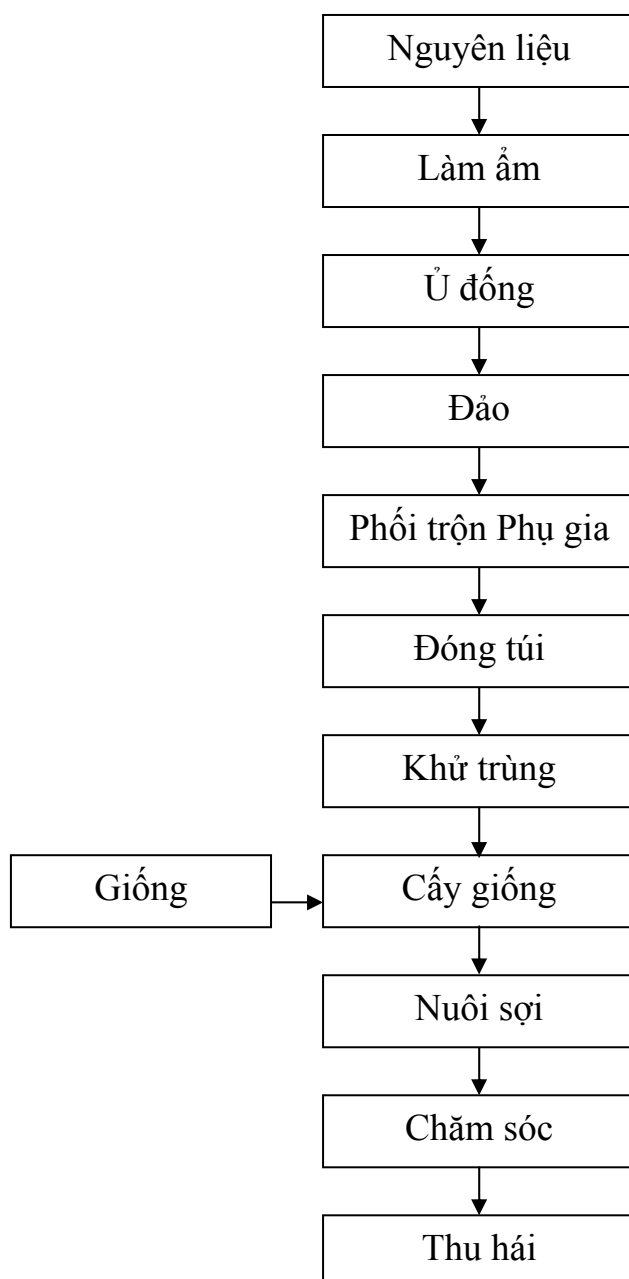 Nguyên liệu
Làm ẩm
Ủ đống
Đảo
Phối trộn Phụ gia
Đóng túi
Khử trùng
Giống
Cấy giống
Nuôi sợi
Chăm sóc
Thu hái